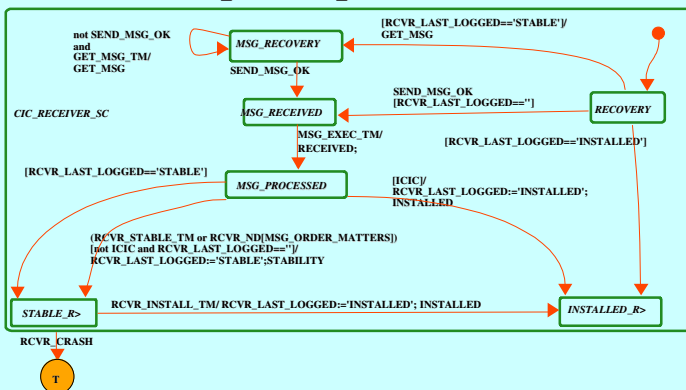 [RCVR_LAST_LOGGED=='STABLE']/
GET_MSG
not SEND_MSG_OK
and
GET_MSG_TM/
GET_MSG
MSG_RECOVERY
SEND_MSG_OK
SEND_MSG_OK
[RCVR_LAST_LOGGED=='']
CIC_RECEIVER_SC
MSG_RECEIVED
RECOVERY
MSG_EXEC_TM/
RECEIVED;
[RCVR_LAST_LOGGED=='INSTALLED']
[RCVR_LAST_LOGGED=='STABLE']
MSG_PROCESSED
[ICIC]/
RCVR_LAST_LOGGED:='INSTALLED';
INSTALLED
(RCVR_STABLE_TM or RCVR_ND[MSG_ORDER_MATTERS])
[not ICIC and RCVR_LAST_LOGGED=='']/
RCVR_LAST_LOGGED:='STABLE';STABILITY
STABLE_R>
RCVR_INSTALL_TM/ RCVR_LAST_LOGGED:='INSTALLED'; INSTALLED
INSTALLED_R>
RCVR_CRASH
T